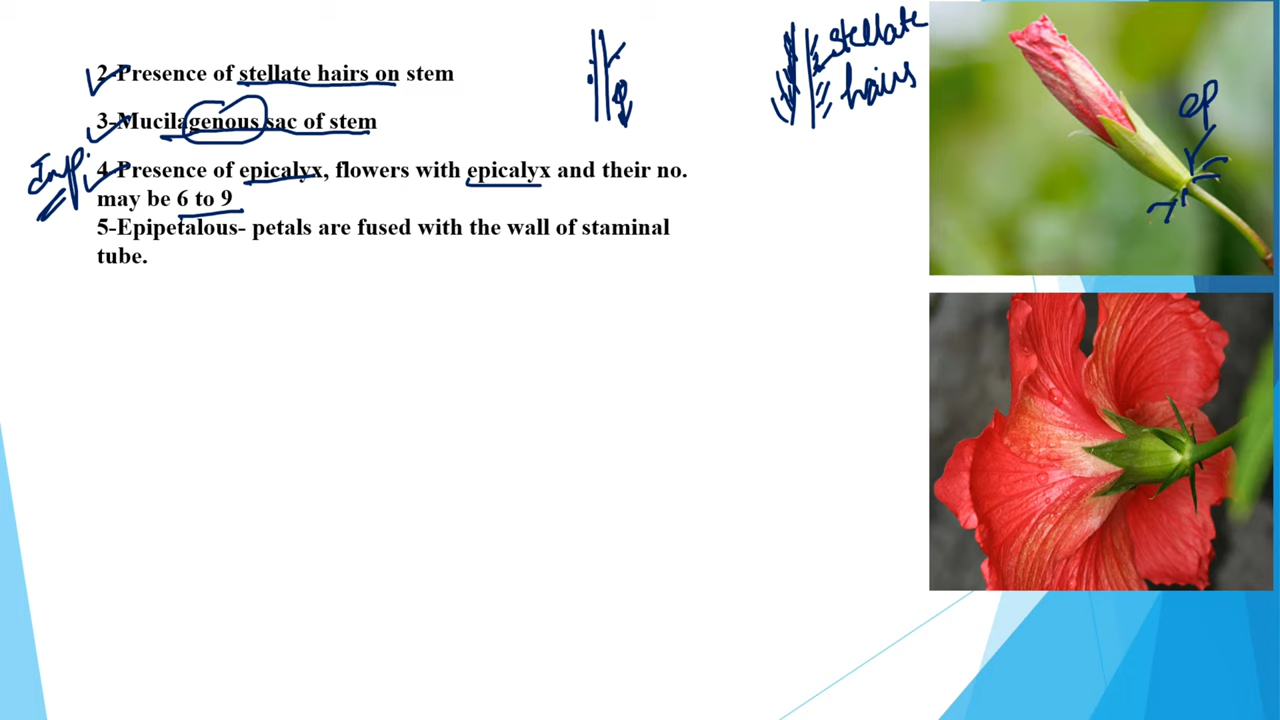 2-Presence of stellate hairs on stem
3-Mucilagenous sac of stem
4-Presence of epicalyx, flowers with epicalyx and their no.
may be 6 to 9
5-Epipetalous- petals are fused with the wall of staminal
tube.
Imp.
stellate
hairs
ep